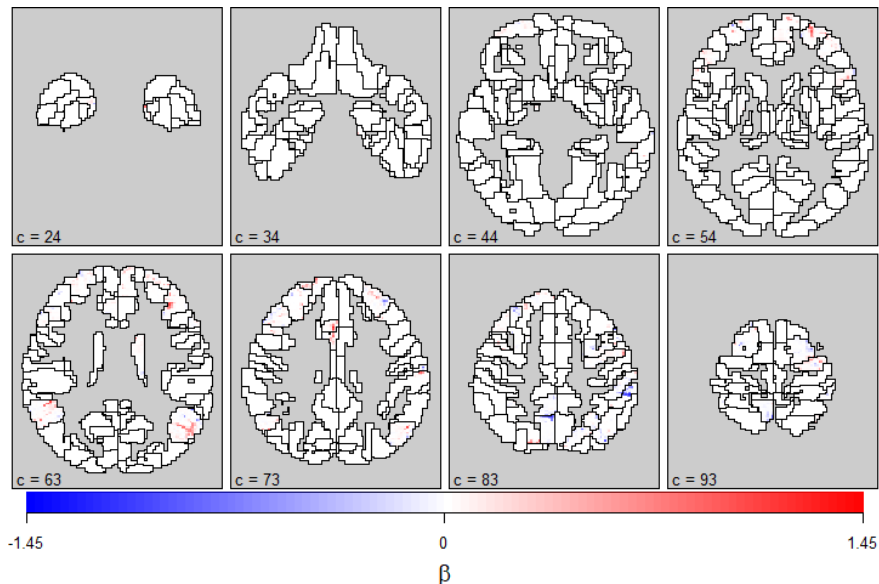 c = 24
c = 34
c = 44
c = 54
c = 63
c = 73
c = 83
c = 93
-1.45
0
1.45
β